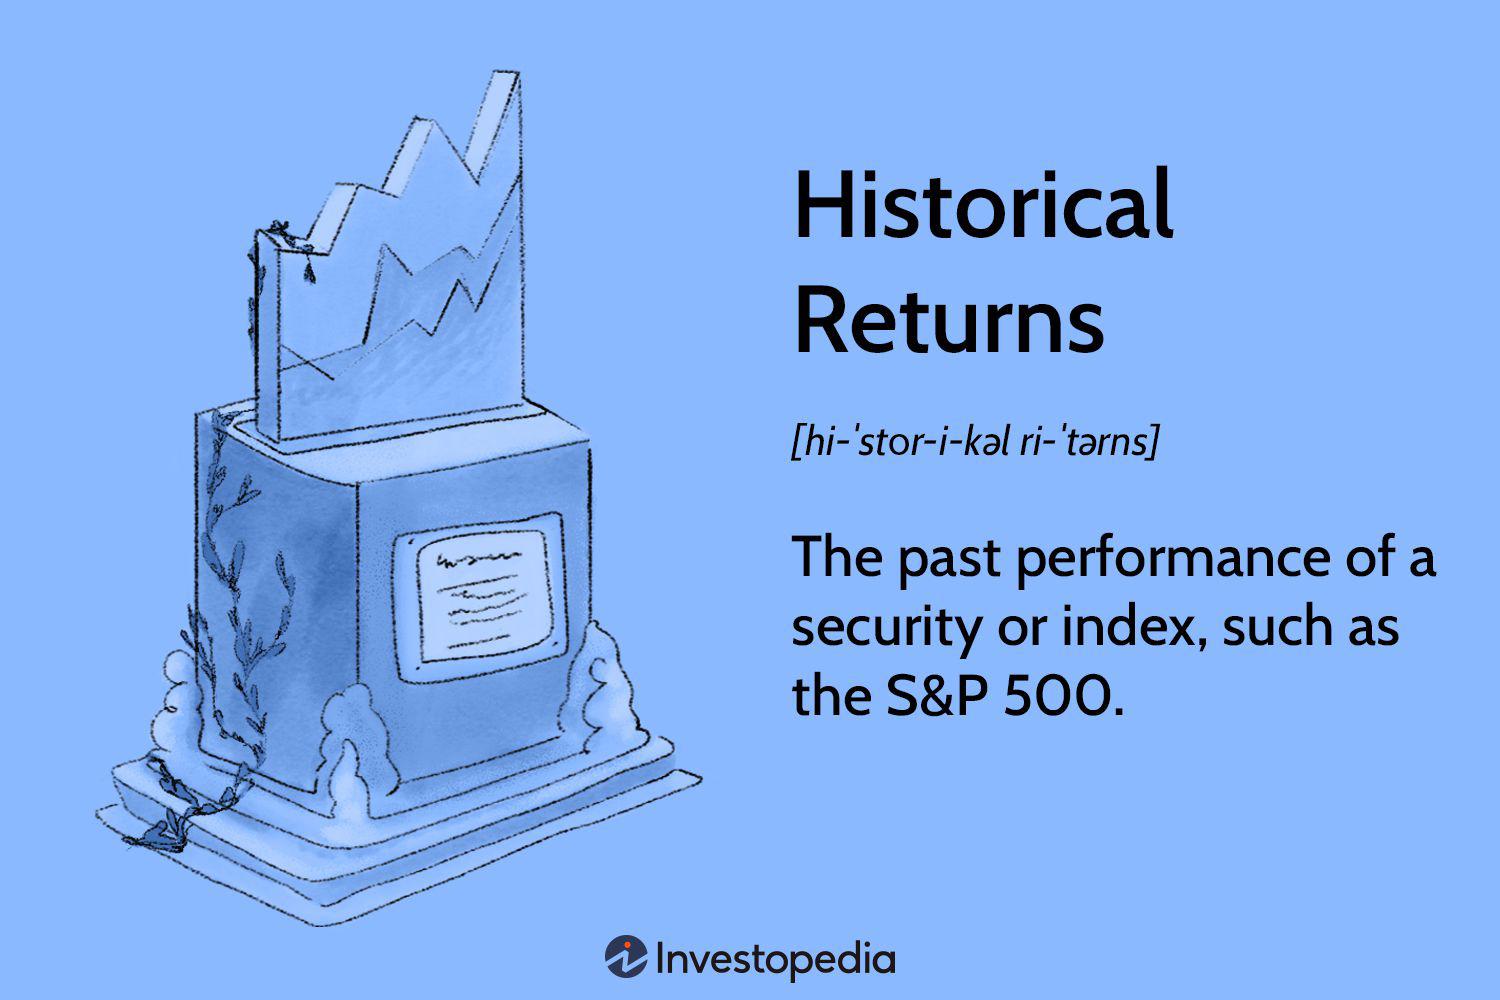 Historical
Returns
[hi-ˈstor-i-kəl ri-ˈtərns]
The past performance of a
security or index, such as
the S&P 500.
Investopedia